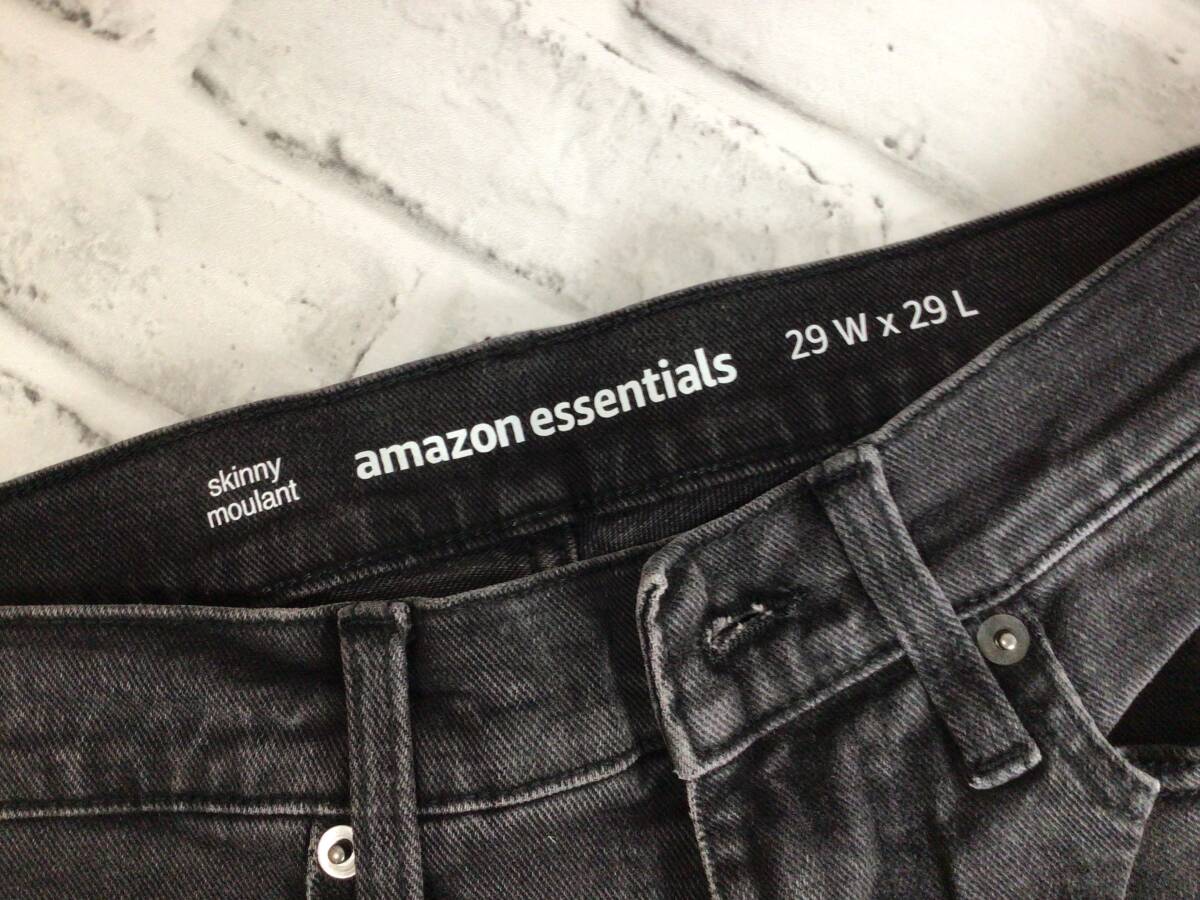 skinny
moulant
amazon essentials
29 W x 29 L